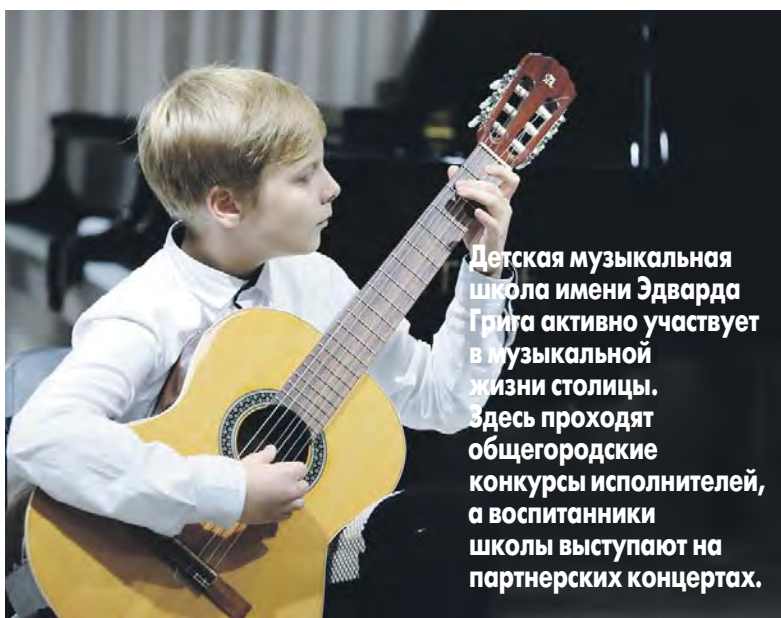 Детская музыкальная
школа имени Эдварда
Грига активно участвует
в музыкальной
жизни столицы.
Здесь проходят
общегородские
конкурсы исполнителей,
а воспитанники
школы выступают на
партнерских концертах.